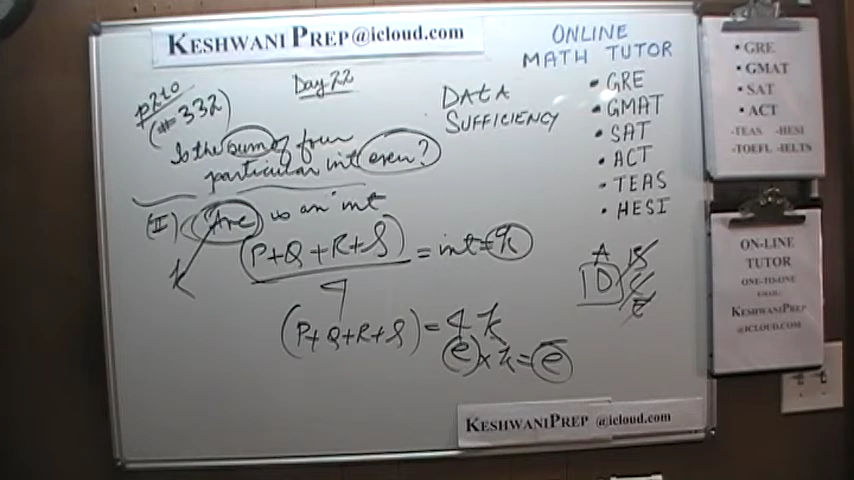 KESHWANI PREP@icloud.com
ONLINE
MATH TUTOR
• GRE
• GMAT
• SAT
• ACT
• TEAS
• HESI
DATA
SUFFICIENCY
Day 22
p210
(#332)
Is the sum of four
particular int even?
(II) Ave is an int
k
(P+Q+R+S) = int = k
4
(P+Q+R+S) = 4k
e x k = e
A B
D C
E
• GRE
• GMAT
• SAT
• ACT
-TEAS -HESI
-TOEFL -IELTS
ON-LINE
TUTOR
ONE-TO-ONE
EMAIL:
KESHWANIPREP
@ICLOUD.COM
KESHWANIPREP @icloud.com